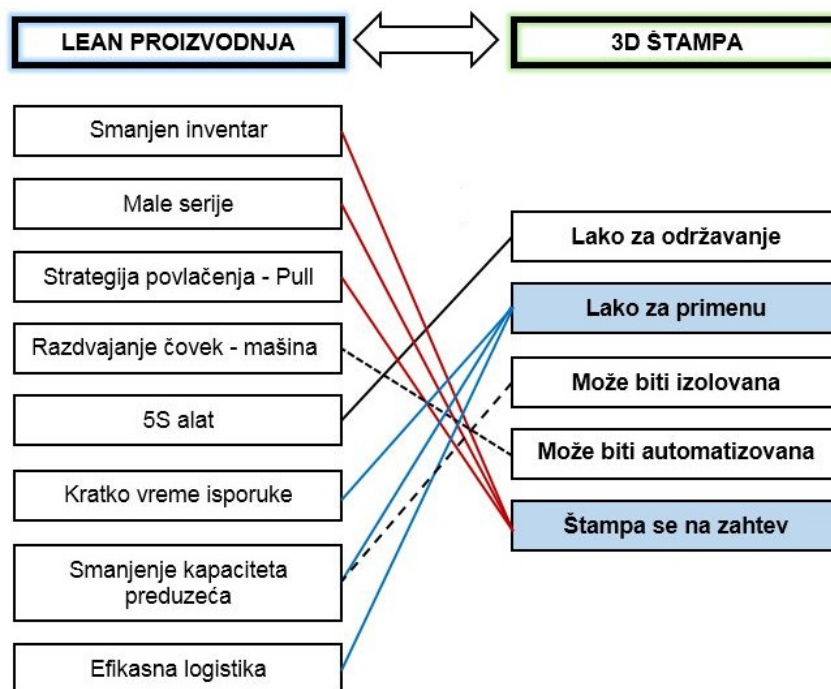 LEAN PROIZVODNJA
3D ŠTAMPA
Smanjen inventar
Male serije
Strategija povlačenja - Pull
Razdvajanje čovek - mašina
5S alat
Kratko vreme isporuke
Smanjenje kapaciteta
preduzeća
Efikasna logistika
Lako za održavanje
Lako za primenu
Može biti izolovana
Može biti automatizovana
Štampa se na zahtev